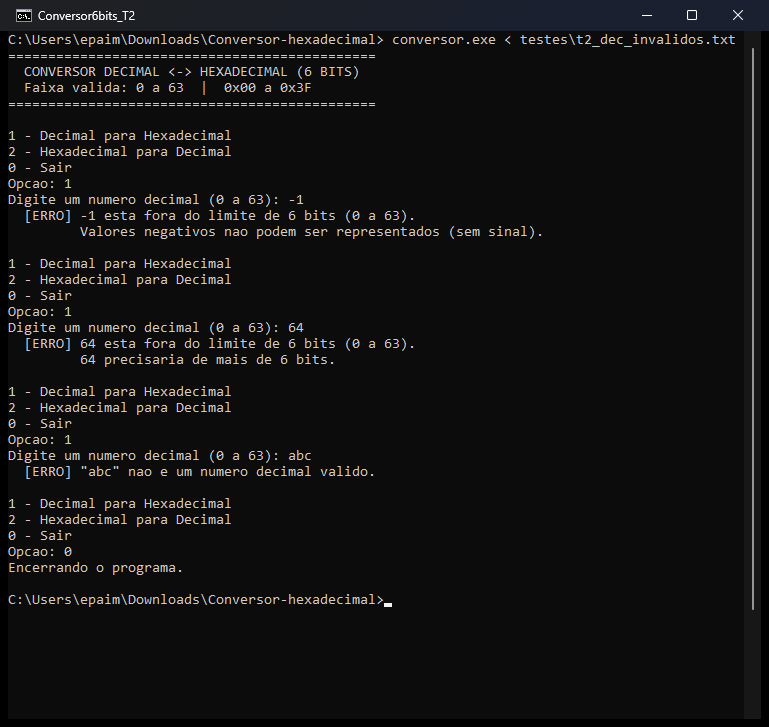 Conversor6bits_T2
C:\Users\epaim\Downloads\Conversor-hexadecimal> conversor.exe < testes\t2_dec_invalidos.txt
==============================================
  CONVERSOR DECIMAL <-> HEXADECIMAL (6 BITS)
  Faixa valida: 0 a 63  |  0x00 a 0x3F
==============================================

1 - Decimal para Hexadecimal
2 - Hexadecimal para Decimal
0 - Sair
Opcao: 1
Digite um numero decimal (0 a 63): -1
  [ERRO] -1 esta fora do limite de 6 bits (0 a 63).
         Valores negativos nao podem ser representados (sem sinal).

1 - Decimal para Hexadecimal
2 - Hexadecimal para Decimal
0 - Sair
Opcao: 1
Digite um numero decimal (0 a 63): 64
  [ERRO] 64 esta fora do limite de 6 bits (0 a 63).
         64 precisaria de mais de 6 bits.

1 - Decimal para Hexadecimal
2 - Hexadecimal para Decimal
0 - Sair
Opcao: 1
Digite um numero decimal (0 a 63): abc
  [ERRO] "abc" nao e um numero decimal valido.

1 - Decimal para Hexadecimal
2 - Hexadecimal para Decimal
0 - Sair
Opcao: 0
Encerrando o programa.

C:\Users\epaim\Downloads\Conversor-hexadecimal>